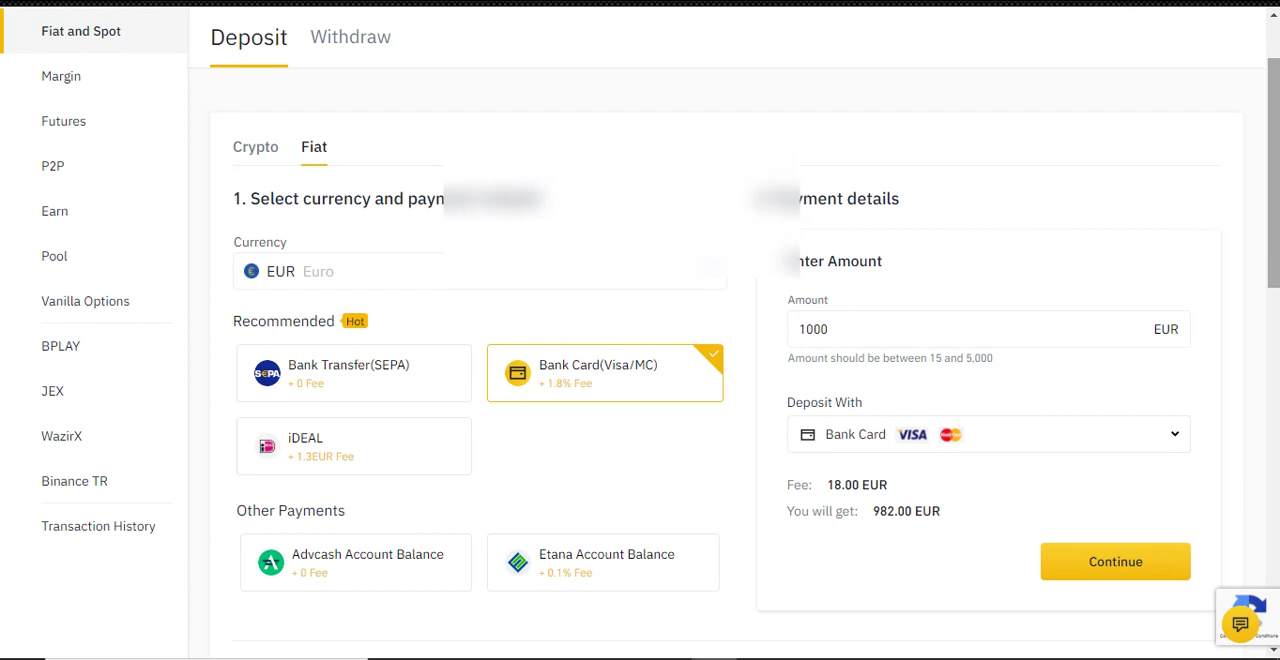 Fiat and Spot
Margin
Futures
P2P
Earn
Pool
Vanilla Options
BPLAY
JEX
WazirX
Binance TR
Transaction History
Deposit Withdraw
Crypto Fiat
1. Select currency and
Currency
EUR Euro
Recommended Hot
SEPA Bank Transfer(SEPA)
+ 0 Fee
Bank Card(Visa/MC)
+ 1.8% Fee
iDEAL
+ 1.3EUR Fee
Other Payments
Advcash Account Balance
+ 0 Fee
Etana Account Balance
+ 0.1% Fee
details
Amount
Amount
1000 EUR
Amount should be between 15 and 5,000
Deposit With
Bank Card VISA
Fee: 18.00 EUR
You will get: 982.00 EUR
Continue